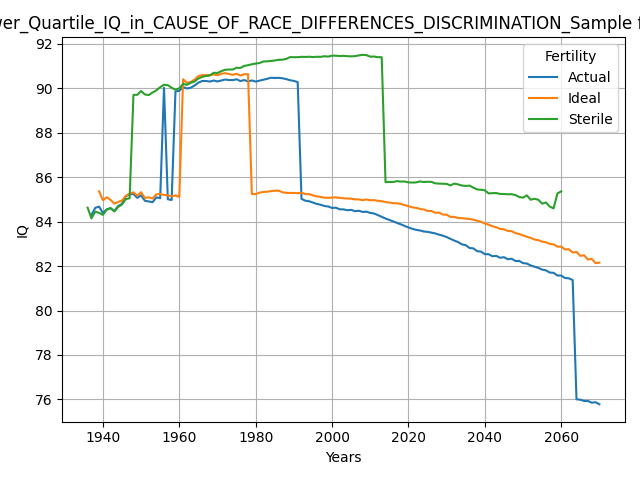 er_Quartile_IQ_in_CAUSE_OF_RACE_DIFFERENCES_DISCRIMINATION_Sample
92
90
88
86
84
82
80
78
76
IQ
Fertility
Actual
Ideal
Sterile
1940
1960
1980
2000
2020
2040
2060
Years